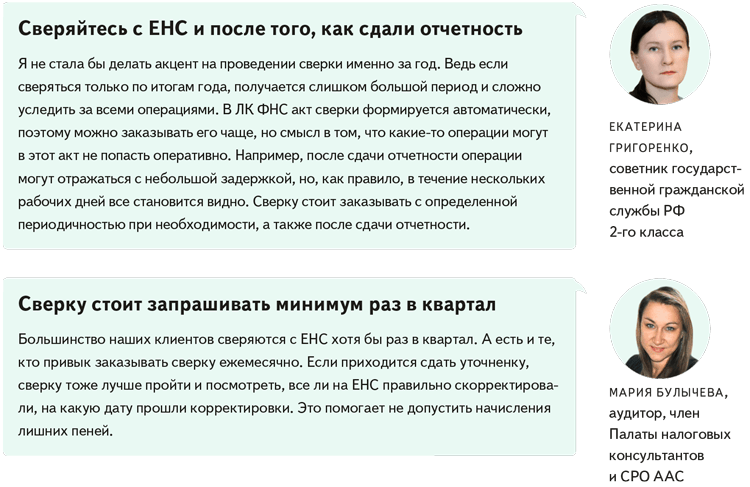 Сверяйтесь с ЕНС и после того, как сдали отчетность
Я не стала бы делать акцент на проведении сверки именно за год. Ведь если
сверяться только по итогам года, получается слишком большой период и сложно
уследить за всеми операциями. В ЛК ФНС акт сверки формируется автоматически,
поэтому можно заказывать его чаще, но смысл в том, что какие-то операции могут
в этот акт не попасть оперативно. Например, после сдачи отчетности операции
могут отражаться с небольшой задержкой, но, как правило, в течение нескольких
рабочих дней все становится видно. Сверку стоит заказывать с определенной
периодичностью при необходимости, а также после сдачи отчетности.
ЕКАТЕРИНА
ГРИГОРЕНКО,
советник государст-
венной гражданской
службы РФ
2-го класса
Сверку стоит запрашивать минимум раз в квартал
Большинство наших клиентов сверяются с ЕНС хотя бы раз в квартал. А есть и те,
кто привык заказывать сверку ежемесячно. Если приходится сдать уточненку,
сверку тоже лучше пройти и посмотреть, все ли на ЕНС правильно скорректирова-
ли, на какую дату прошли корректировки. Это помогает не допустить начисления
лишних пеней.
МАРИЯ БУЛЫЧЕВА,
аудитор, член
Палаты налоговых
консультантов
и СРО ААС